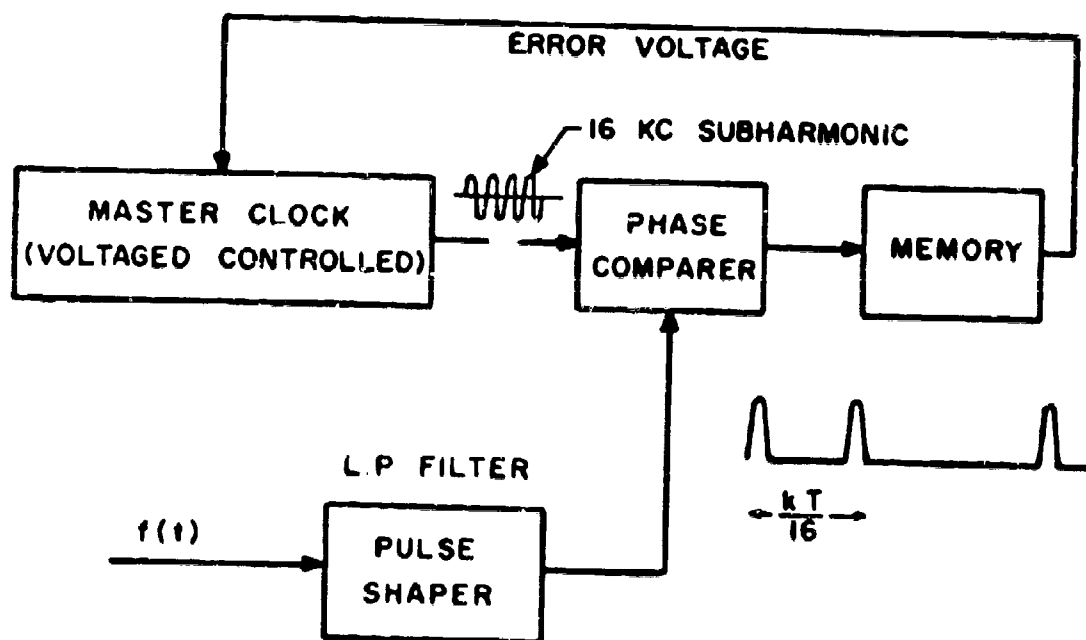 ERROR VOLTAGE
16 KC SUBHARMONIC
MASTER CLOCK
(VOLTAGED CONTROLLED)
PHASE
COMPARER
MEMORY
L.P FILTER
f(t)
PULSE
SHAPER
kT
16